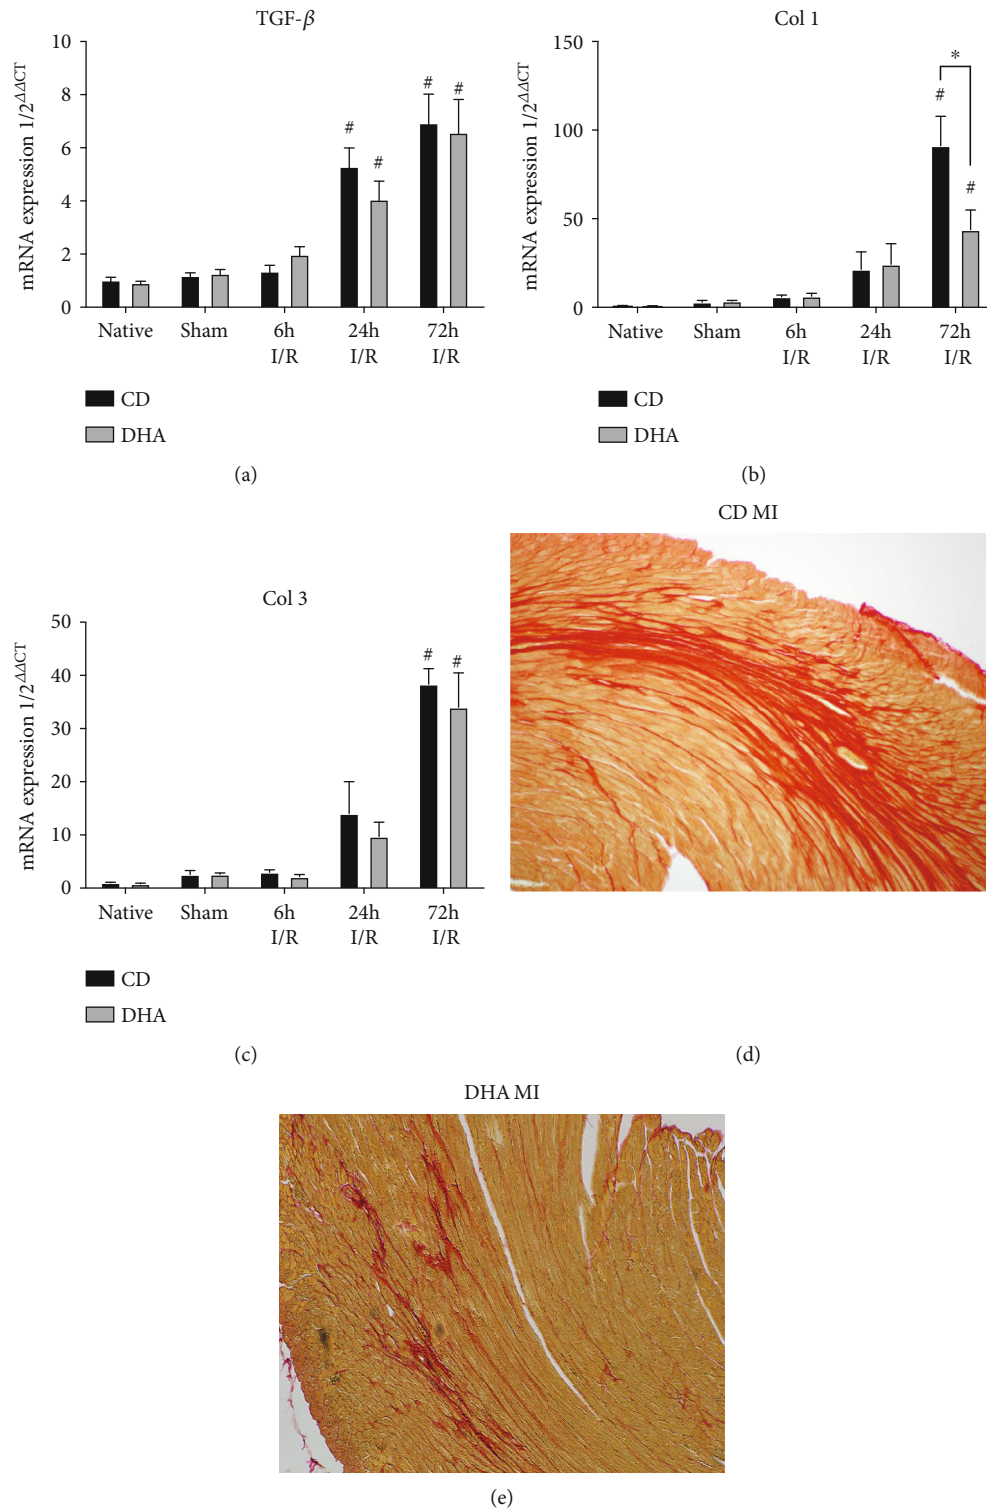 TGF-β
mRNA expression 1/2^ΔΔCT
10
8
6
4
2
0
#
#
#
#
Native
Sham
6h
I/R
24h
I/R
72h
I/R
CD
DHA
(a)
Col 1
mRNA expression 1/2^ΔΔCT
150
100
50
0
*
#
#
Native
Sham
6h
I/R
24h
I/R
72h
I/R
CD
DHA
(b)
Col 3
mRNA expression 1/2^ΔΔCT
50
40
30
20
10
0
#
#
Native
Sham
6h
I/R
24h
I/R
72h
I/R
CD
DHA
(c)
CD MI
(d)
DHA MI
(e)